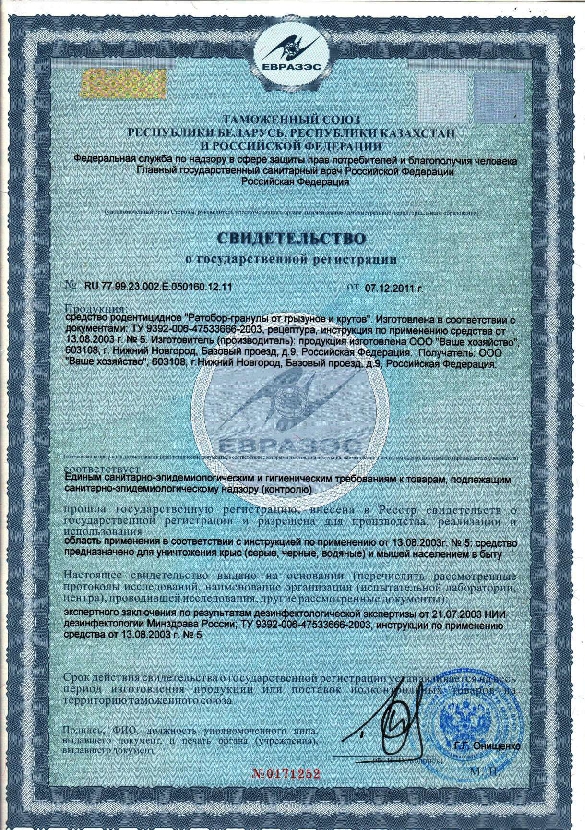 ЕВРАЗЭС
ТАМОЖЕННЫЙ СОЮЗ
РЕСПУБЛИКИ БЕЛАРУСЬ, РЕСПУБЛИКИ КАЗАХСТАН
И РОССИЙСКОЙ ФЕДЕРАЦИИ
Федеральная служба по надзору в сфере защиты прав потребителей и благополучия человека
Главный государственный санитарный врач Российской Федерации
Российская Федерация
СВИДЕТЕЛЬСТВО
о государственной регистрации
№ RU.77.99.23.002.Е.050160.12.11 от 07.12.2011 г.
Продукция
средство родентицидное "Ратобор-гранулы от грызунов и кротов". Изготовлена в соответствии с
документами: ТУ 9392-006-47533666-2003, рецептура, инструкция по применению средства от
13.08.2003 г. № 5. Изготовитель (производитель): продукция изготовлена ООО "Ваше хозяйство",
603108, г. Нижний Новгород, Базовый проезд, д.9, Российская Федерация. Получатель: ООО
"Ваше хозяйство", 603108, г.Нижний Новгород, Базовый проезд, д.9, Российская Федерация.
ЕВРАЗЭС
соответствует
Единым санитарно-эпидемиологическим и гигиеническим требованиям к товарам, подлежащим
санитарно-эпидемиологическому надзору (контролю)
прошла государственную регистрацию, внесена в Реестр свидетельств о
государственной регистрации и разрешена для производства, реализации и
использования
область применения в соответствии с инструкцией по применению от 13.08.2003г. № 5: средство
предназначено для уничтожения крыс (серые, черные, водяные) и мышей населением в быту
Настоящее свидетельство выдано на основании (перечислить рассмотренные
протоколы исследований, наименование организации (испытательной лаборатории,
центра), проводившей исследования, другие рассмотренные документы):
экспертного заключения по результатам дезинфектологической экспертизы от 21.07.2003 НИИ
дезинфектологии Минздрава России; ТУ 9392-006-47533666-2003, инструкции по применению
средства от 13.08.2003 г. № 5
Срок действия свидетельства о государственной регистрации устанавливается на весь
период изготовления продукции или поставок подконтрольных товаров на
территорию таможенного союза
Подпись, ФИО, должность уполномоченного лица,
выдавшего документ, и печать органа (учреждения),
выдавшего документ
Г.Г. Онищенко
М. П.
№0171252